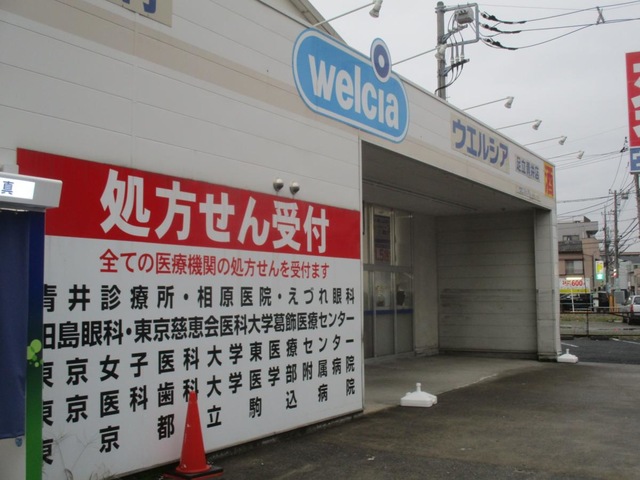 welcia
ウエルシア
酒
処方せん受付
全ての医療機関の処方せんを受付ます
青井診療所・相原医院・えづれ眼科
田島眼科・東京慈恵会医科大学葛飾医療センター
東京女子医科大学東医療センター
東京医科歯科大学医学部附属病院
東京都立駒込病院
真